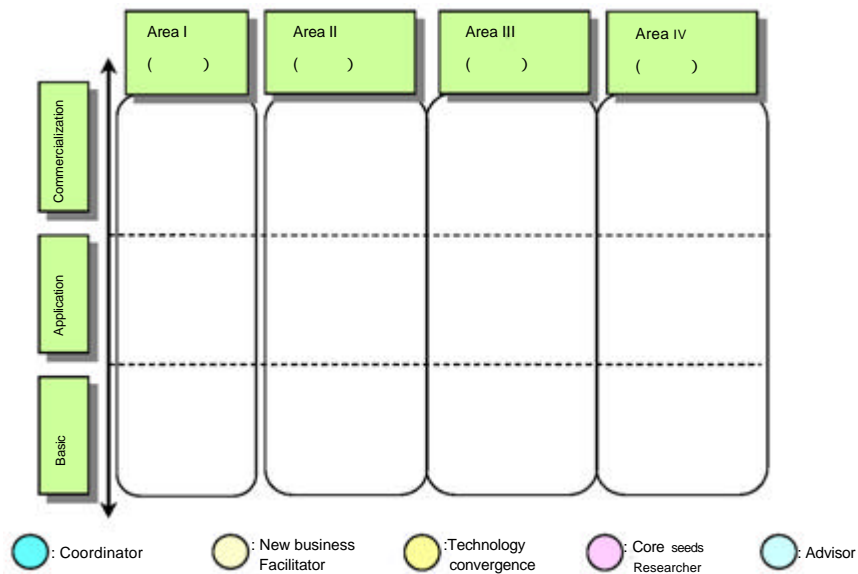 Area I
(      )
Area II
(      )
Area III
(      )
Area IV
(      )
Commercialization
Application
Basic
: Coordinator
: New business
Facilitator
:Technology
convergence
: Core seeds
Researcher
: Advisor